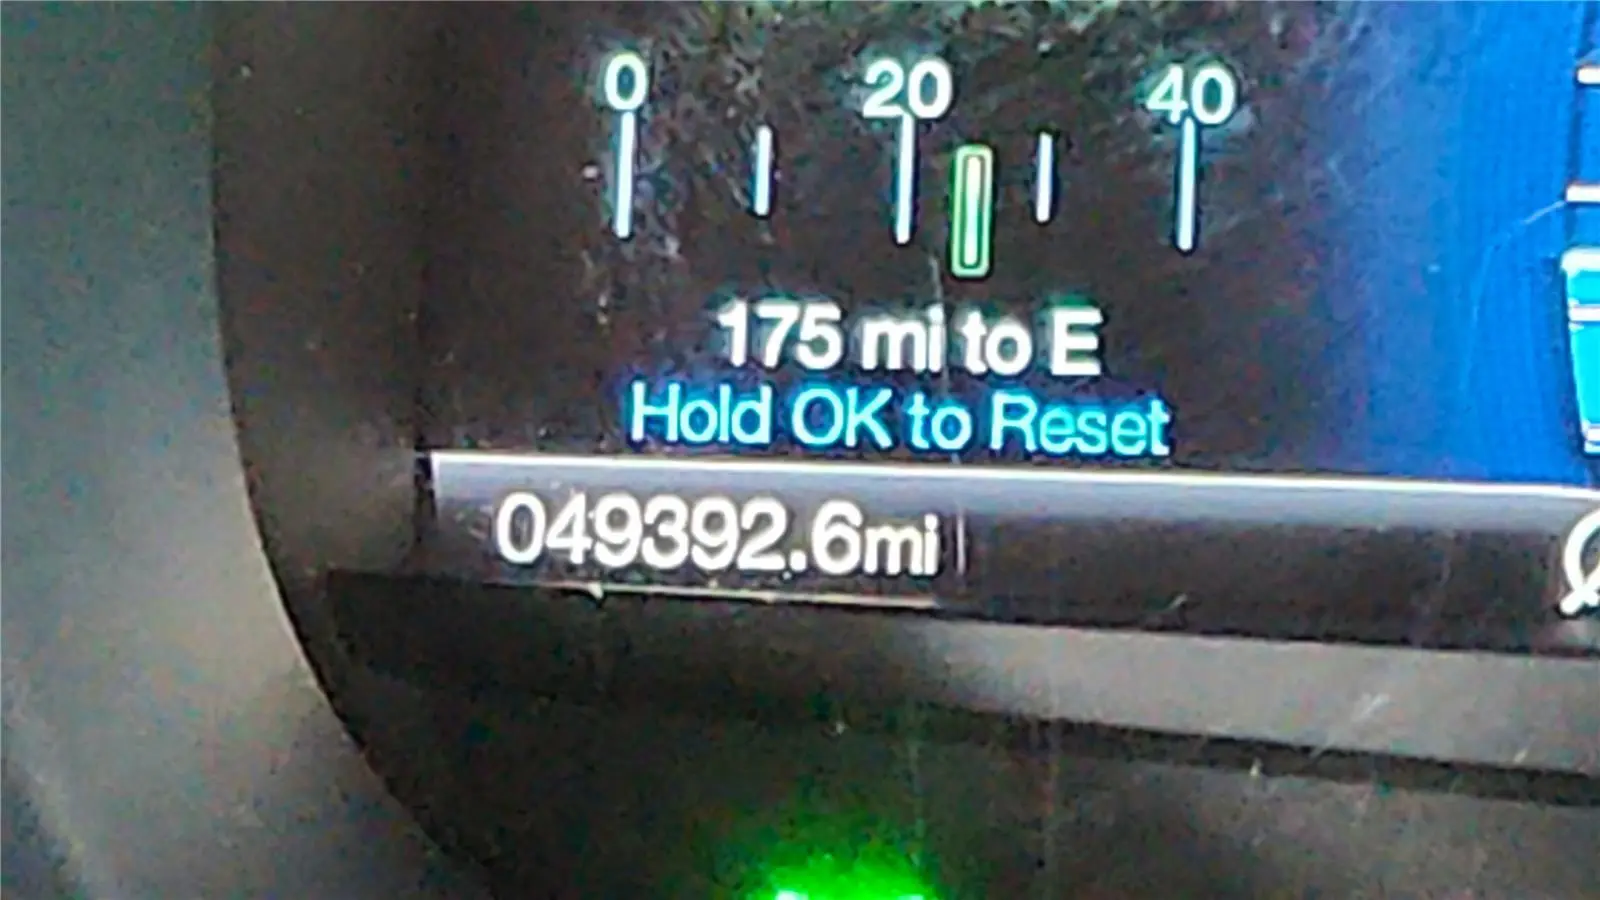 0 20 40
175 mi to E
Hold OK to Reset
049392.6mi